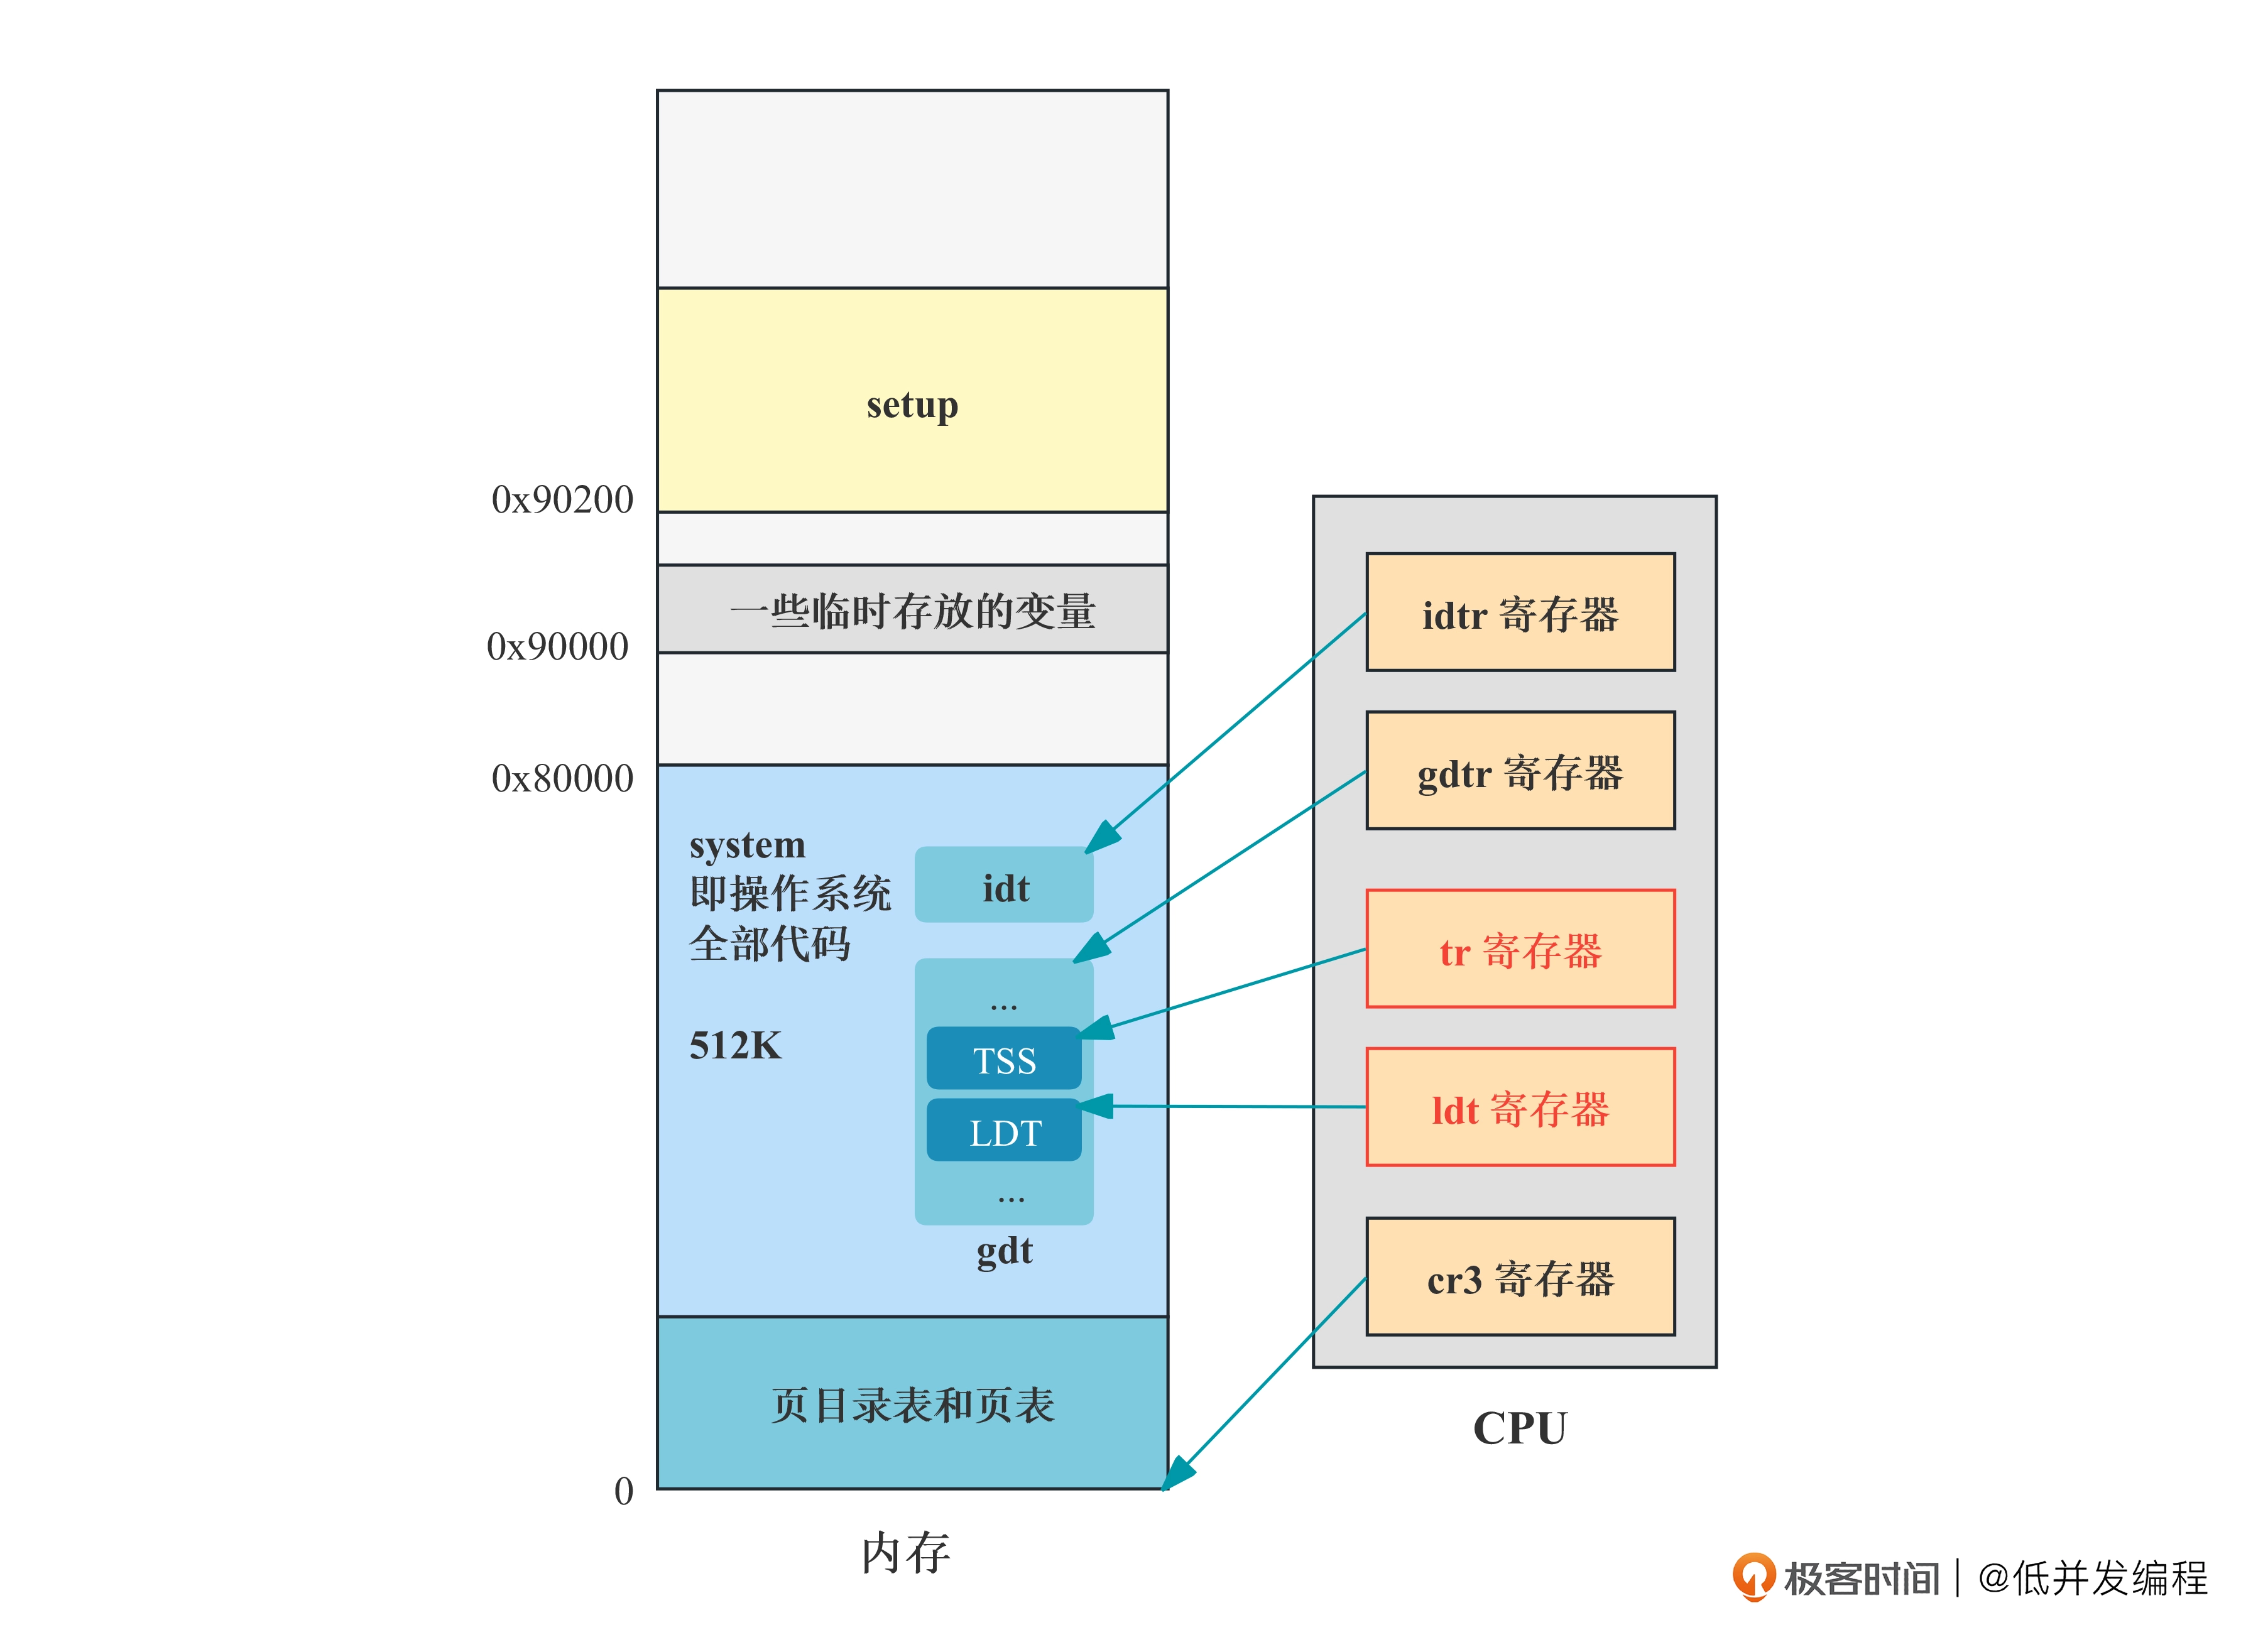 setup
0x90200
一些临时存放的变量
0x90000
0x80000
system
即操作系统
全部代码
512K
idt
...
TSS
LDT
...
gdt
页目录表和页表
0
内存
idtr 寄存器
gdtr 寄存器
tr 寄存器
ldt 寄存器
cr3 寄存器
CPU
极客时间 | @低并发编程